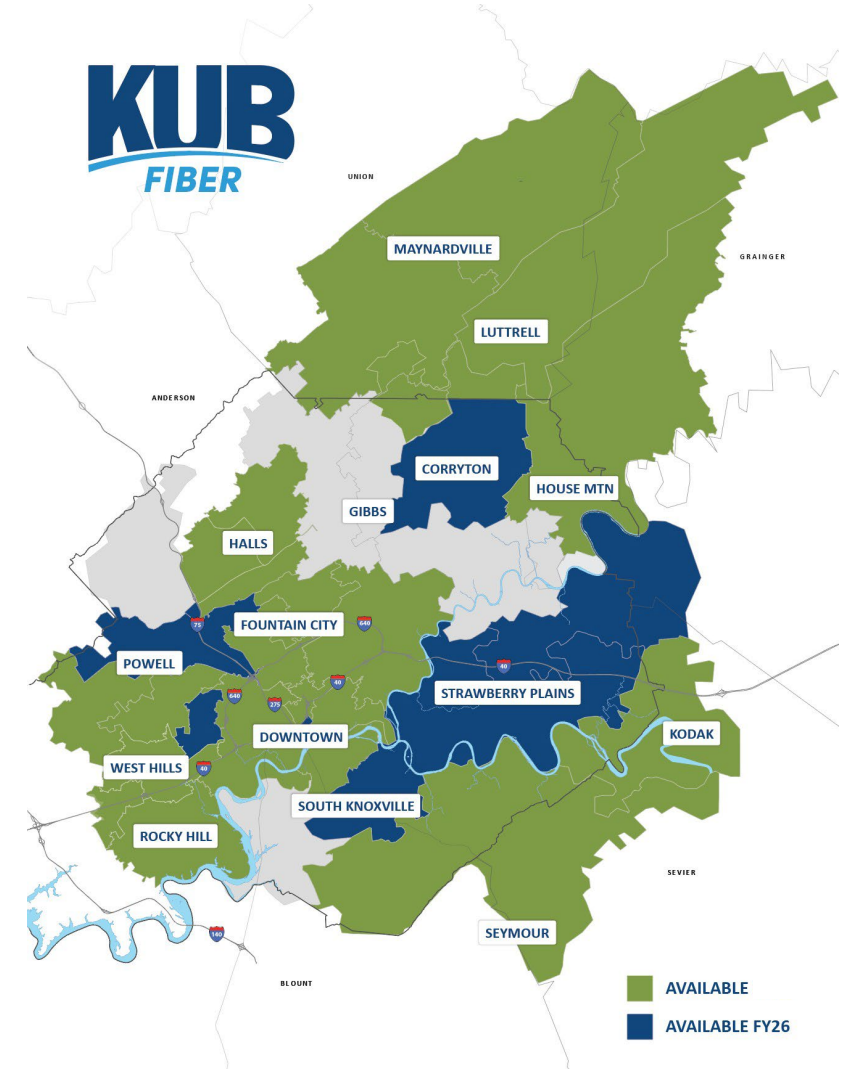 KUB
FIBER
UNION
MAYNARDVILLE
GRAINGER
LUTTRELL
ANDERSON
CORRYTON
HOUSE MTN
GIBBS
HALLS
75
FOUNTAIN CITY
640
POWELL
40
40
STRAWBERRY PLAINS
640
275
DOWNTOWN
KODAK
WEST HILLS
40
SOUTH KNOXVILLE
ROCKY HILL
SEVIER
140
SEYMOUR
BLOUNT
AVAILABLE
AVAILABLE FY26